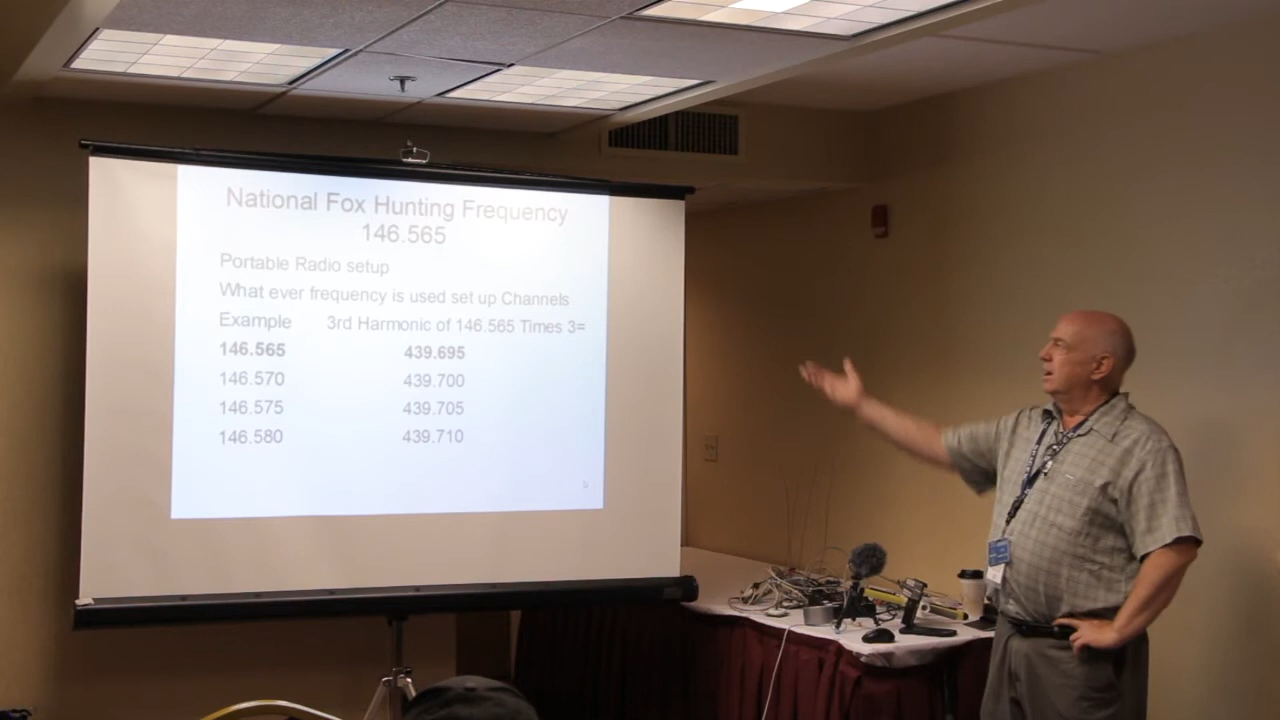 National Fox Hunting Frequency
146.565
Portable Radio setup
What ever frequency is used set up Channels
Example 3rd Harmonic of 146.565 Times 3=
146.565 439.695
146.570 439.700
146.575 439.705
146.580 439.710